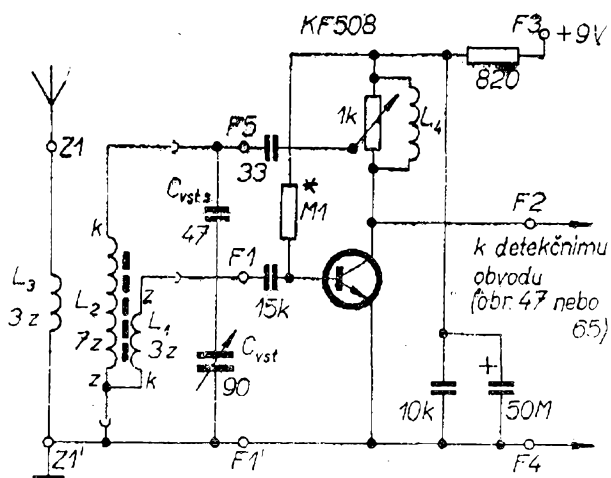 KF508
F3
+9V
820
Z1
F5
33
1k
L4
Cvst s
47
*
M1
F2
k detekčnímu
obvodu
(obr. 47 nebo
65)
k
F1
15k
z
L3
3z
L2
7z
L1
3z
Cvst
90
+
z
k
10k
50M
Z1'
F1'
F4